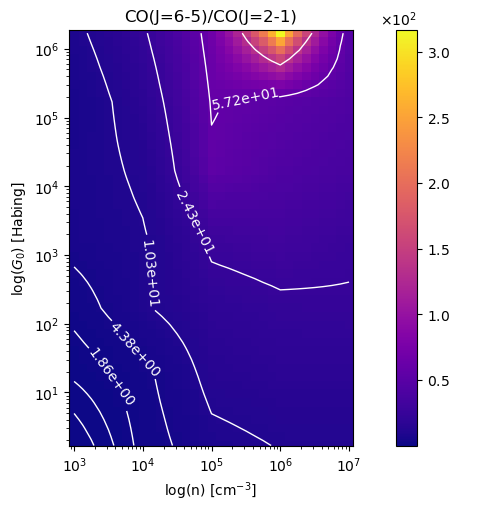 CO(J=6-5)/CO(J=2-1)
×10²
10⁶
10⁵
10⁴
10³
10²
10¹
log(G₀) [Habing]
5.72e+01
2.43e+01
1.03e+01
4.38e+00
1.86e+00
3.0
2.5
2.0
1.5
1.0
0.5
10³ 10⁴ 10⁵ 10⁶ 10⁷
log(n) [cm⁻³]